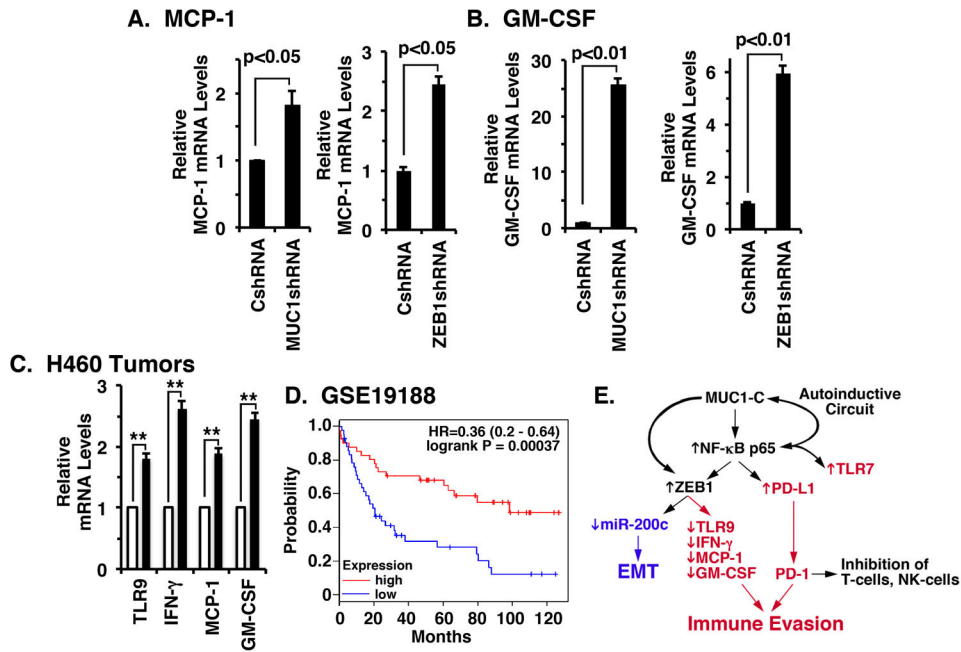 A. MCP-1
p<0.05
Relative
MCP-1 mRNA Levels
2
1
0
CshRNA
MUC1shRNA
p<0.05
Relative
MCP-1 mRNA Levels
3
2
1
0
CshRNA
ZEB1shRNA
B. GM-CSF
p<0.01
Relative
GM-CSF mRNA Levels
30
20
10
0
CshRNA
MUC1shRNA
p<0.01
Relative
GM-CSF mRNA Levels
6
4
2
0
CshRNA
ZEB1shRNA
C. H460 Tumors
Relative
mRNA Levels
3
2
1
0
**
**
**
**
TLR9
IFN-γ
MCP-1
GM-CSF
D. GSE19188
HR=0.36 (0.2 - 0.64)
logrank P = 0.00037
Probability
1.0
0.8
0.6
0.4
0.2
0.0
Expression
high
low
0 20 40 60 80 100 120
Months
E.
MUC1-C
Autoinductive
Circuit
↑NF-κB p65
↑TLR7
↑ZEB1
↑PD-L1
↓miR-200c
↓TLR9
↓IFN-γ
↓MCP-1
↓GM-CSF
EMT
PD-1
Inhibition of
T-cells, NK-cells
Immune Evasion